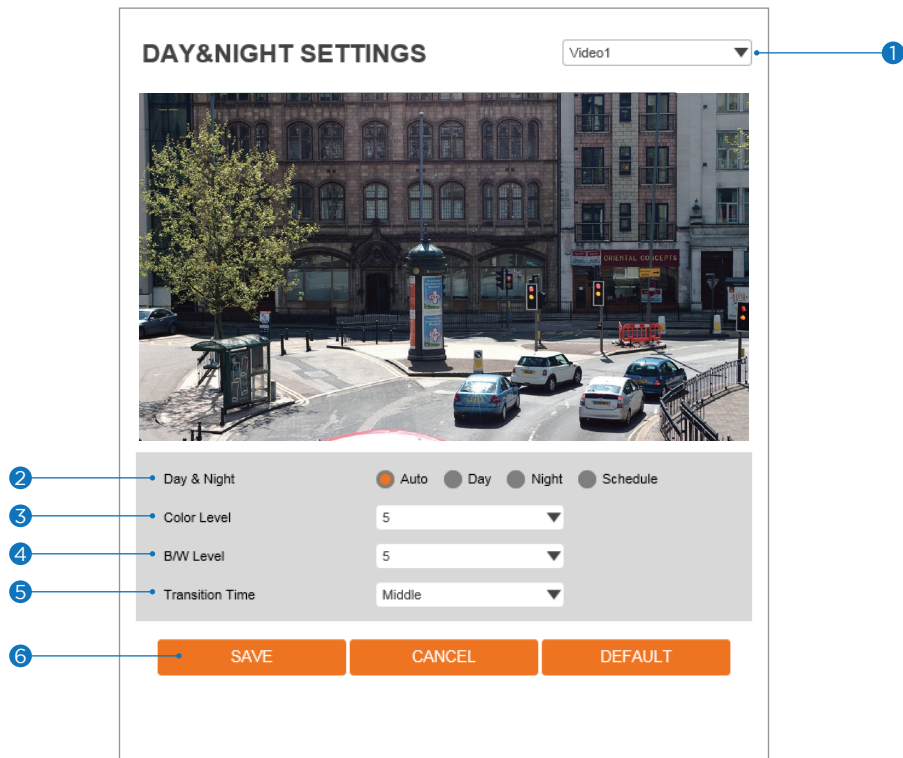 DAY&NIGHT SETTINGS
Video1
1
ORIENTAL CONCEPTS
2
Day & Night
Auto
Day
Night
Schedule
3
Color Level
5
4
B/W Level
5
5
Transition Time
Middle
6
SAVE
CANCEL
DEFAULT